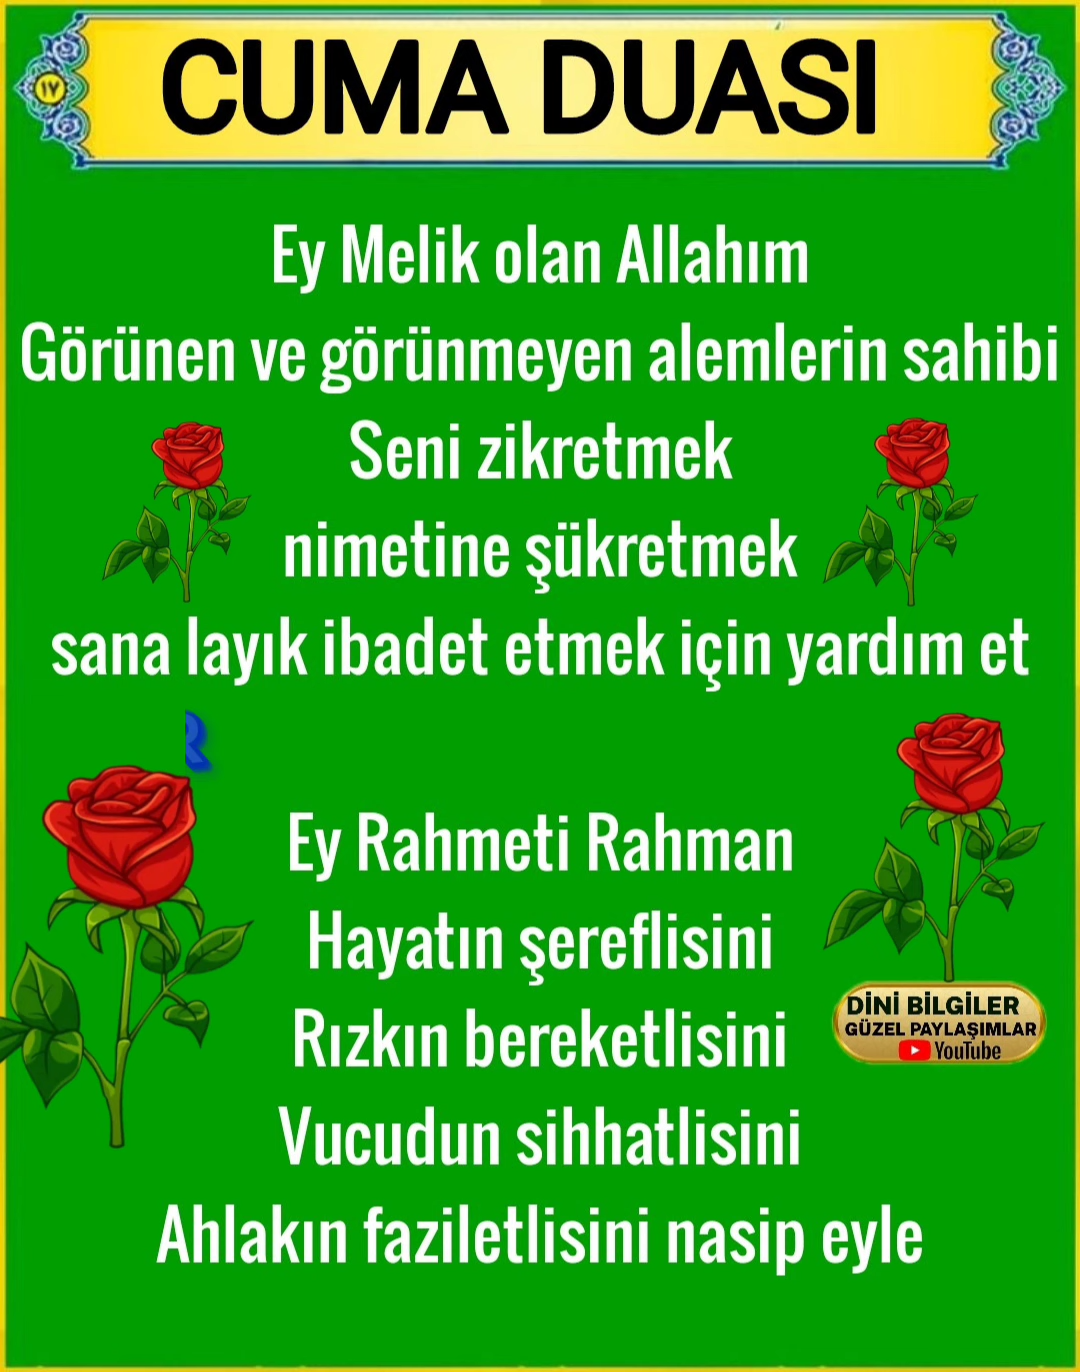 ۱۷
CUMA DUASI
Ey Melik olan Allahım
Görünen ve görünmeyen alemlerin sahibi
Seni zikretmek
nimetine şükretmek
sana layık ibadet etmek için yardım et
R
Ey Rahmeti Rahman
Hayatın şereflisini
Rızkın bereketlisini
Vucudun sihhatlisini
Ahlakın faziletlisini nasip eyle
DİNİ BİLGİLER
GÜZEL PAYLAŞIMLAR
YouTube